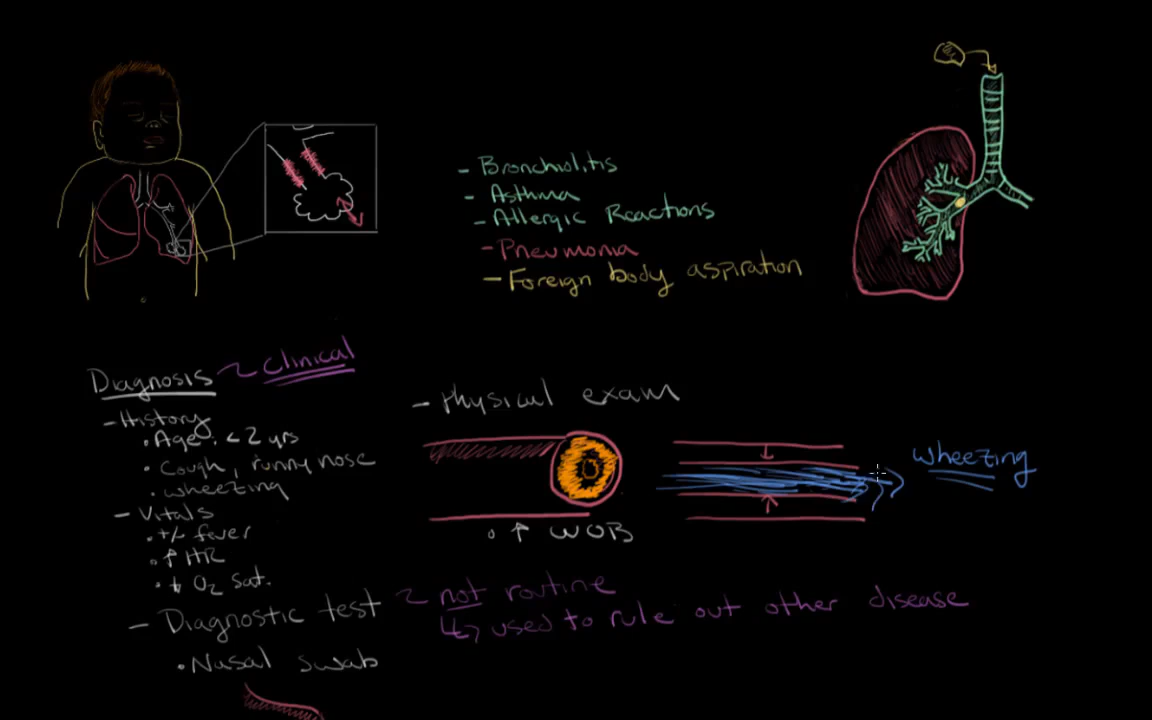 - Bronchiolitis
- Asthma
- Allergic Reactions
- Pneumonia
- Foreign body aspiration
Diagnosis ~ Clinical
- History
• Age: < 2 yrs
• Cough, runny nose
• wheezing
- Vitals
• +/- fever
• ↑ HR
• ↓ O2 Sat.
- Physical exam
• ↑ WOB
wheezing
- Diagnostic test ~ not routine
↳ used to rule out other disease
• Nasal swab